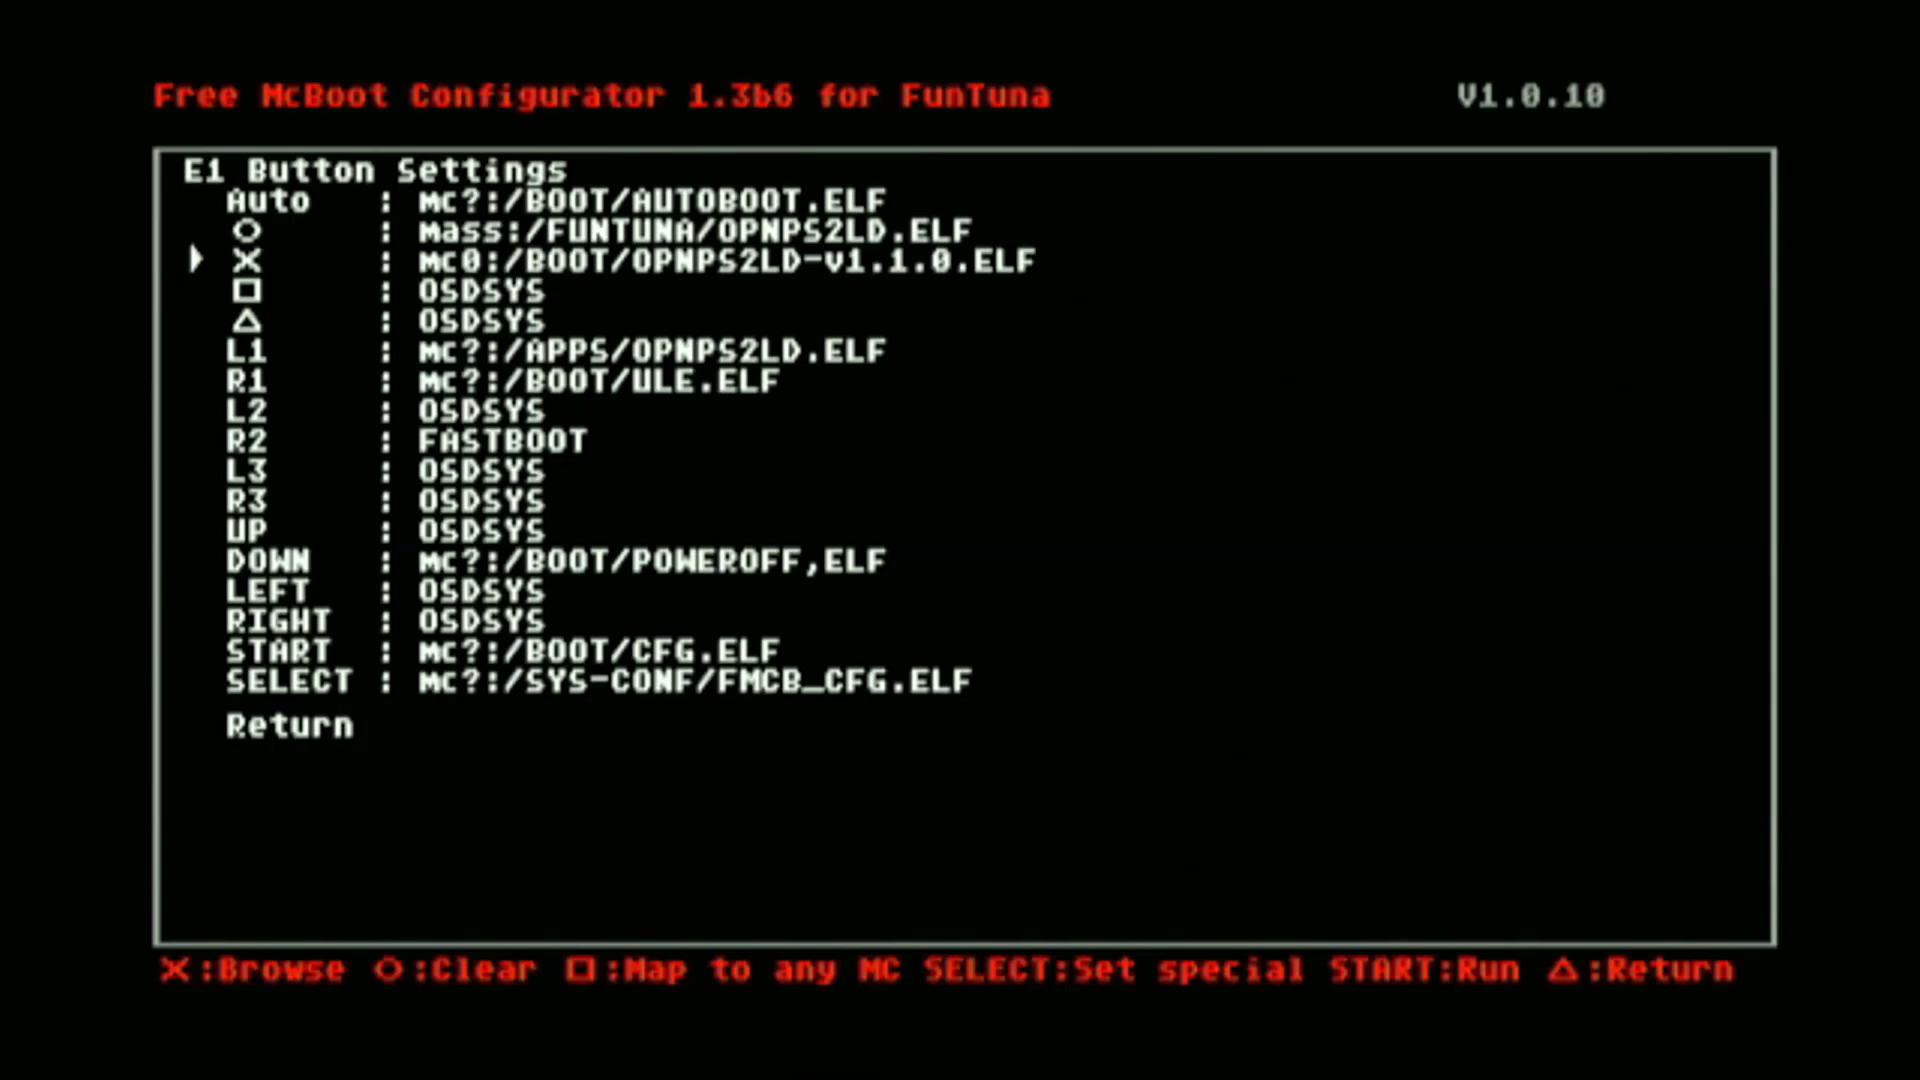 Free McBoot Configurator 1.3b6 for FunTuna V1.0.10
E1 Button Settings
Auto : mc?:/BOOT/AUTOBOOT.ELF
○ : mass:/FUNTUNA/OPNPS2LD.ELF
✕ : mc0:/BOOT/OPNPS2LD-v1.1.0.ELF
□ : OSDSYS
△ : OSDSYS
L1 : mc?:/APPS/OPNPS2LD.ELF
R1 : mc?:/BOOT/ULE.ELF
L2 : OSDSYS
R2 : FASTBOOT
L3 : OSDSYS
R3 : OSDSYS
UP : OSDSYS
DOWN : mc?:/BOOT/POWEROFF,ELF
LEFT : OSDSYS
RIGHT : OSDSYS
START : mc?:/BOOT/CFG.ELF
SELECT : mc?:/SYS-CONF/FMCB_CFG.ELF
Return
✕:Browse ○:Clear □:Map to any MC SELECT:Set special START:Run △:Return